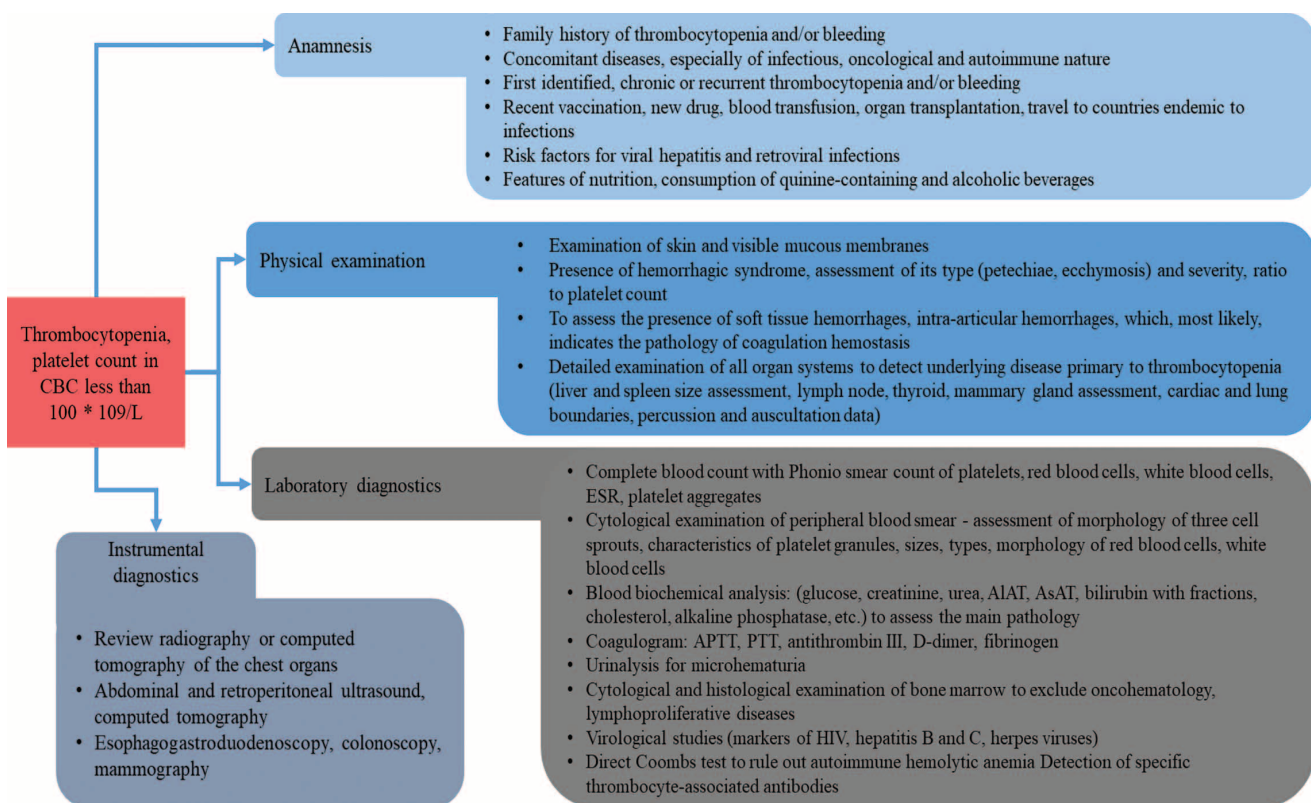 Anamnesis
• Family history of thrombocytopenia and/or bleeding
• Concomitant diseases, especially of infectious, oncological and autoimmune nature
• First identified, chronic or recurrent thrombocytopenia and/or bleeding
• Recent vaccination, new drug, blood transfusion, organ transplantation, travel to countries endemic to
infections
• Risk factors for viral hepatitis and retroviral infections
• Features of nutrition, consumption of quinine-containing and alcoholic beverages
Physical examination
• Examination of skin and visible mucous membranes
• Presence of hemorrhagic syndrome, assessment of its type (petechiae, ecchymosis) and severity, ratio
to platelet count
• To assess the presence of soft tissue hemorrhages, intra-articular hemorrhages, which, most likely,
indicates the pathology of coagulation hemostasis
• Detailed examination of all organ systems to detect underlying disease primary to thrombocytopenia
(liver and spleen size assessment, lymph node, thyroid, mammary gland assessment, cardiac and lung
boundaries, percussion and auscultation data)
Thrombocytopenia,
platelet count in
CBC less than
100 * 109/L
Laboratory diagnostics
• Complete blood count with Phonio smear count of platelets, red blood cells, white blood cells,
ESR, platelet aggregates
• Cytological examination of peripheral blood smear - assessment of morphology of three cell
sprouts, characteristics of platelet granules, sizes, types, morphology of red blood cells, white
blood cells
• Blood biochemical analysis: (glucose, creatinine, urea, AlAT, AsAT, bilirubin with fractions,
cholesterol, alkaline phosphatase, etc.) to assess the main pathology
• Coagulogram: APTT, PTT, antithrombin III, D-dimer, fibrinogen
• Urinalysis for microhematuria
• Cytological and histological examination of bone marrow to exclude oncohematology,
lymphoproliferative diseases
• Virological studies (markers of HIV, hepatitis B and C, herpes viruses)
• Direct Coombs test to rule out autoimmune hemolytic anemia Detection of specific
thrombocyte-associated antibodies
Instrumental
diagnostics
• Review radiography or computed
tomography of the chest organs
• Abdominal and retroperitoneal ultrasound,
computed tomography
• Esophagogastroduodenoscopy, colonoscopy,
mammography